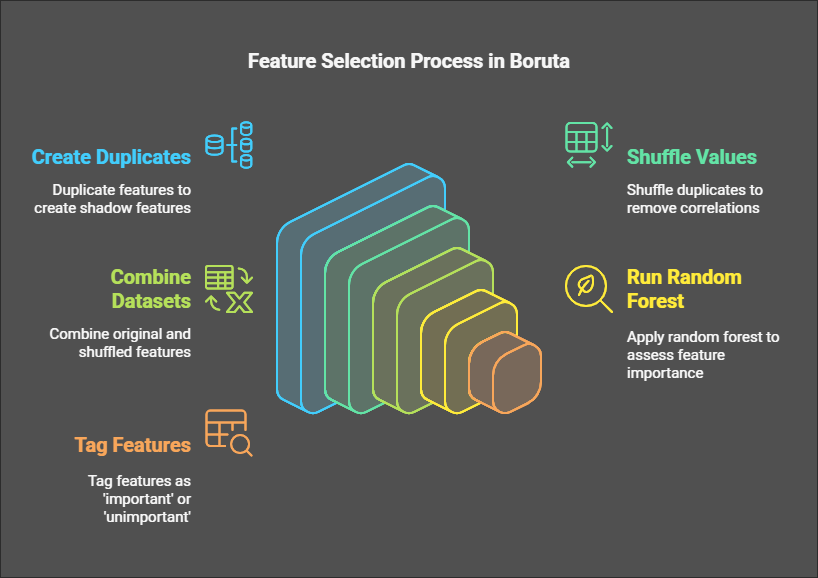 Feature Selection Process in Boruta
Create Duplicates
Duplicate features to
create shadow features
Shuffle Values
Shuffle duplicates to
remove correlations
Combine
Datasets
Combine original and
shuffled features
Run Random
Forest
Apply random forest to
assess feature
importance
Tag Features
Tag features as
'important' or
'unimportant'